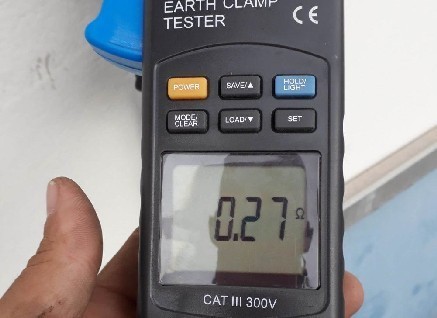 EARTH CLAMP
TESTER CE
POWER SAVE/▲ HOLD/
LIGHT
MODE/
CLEAR LOAD/▼ SET
0.27 Ω
CAT III 300V